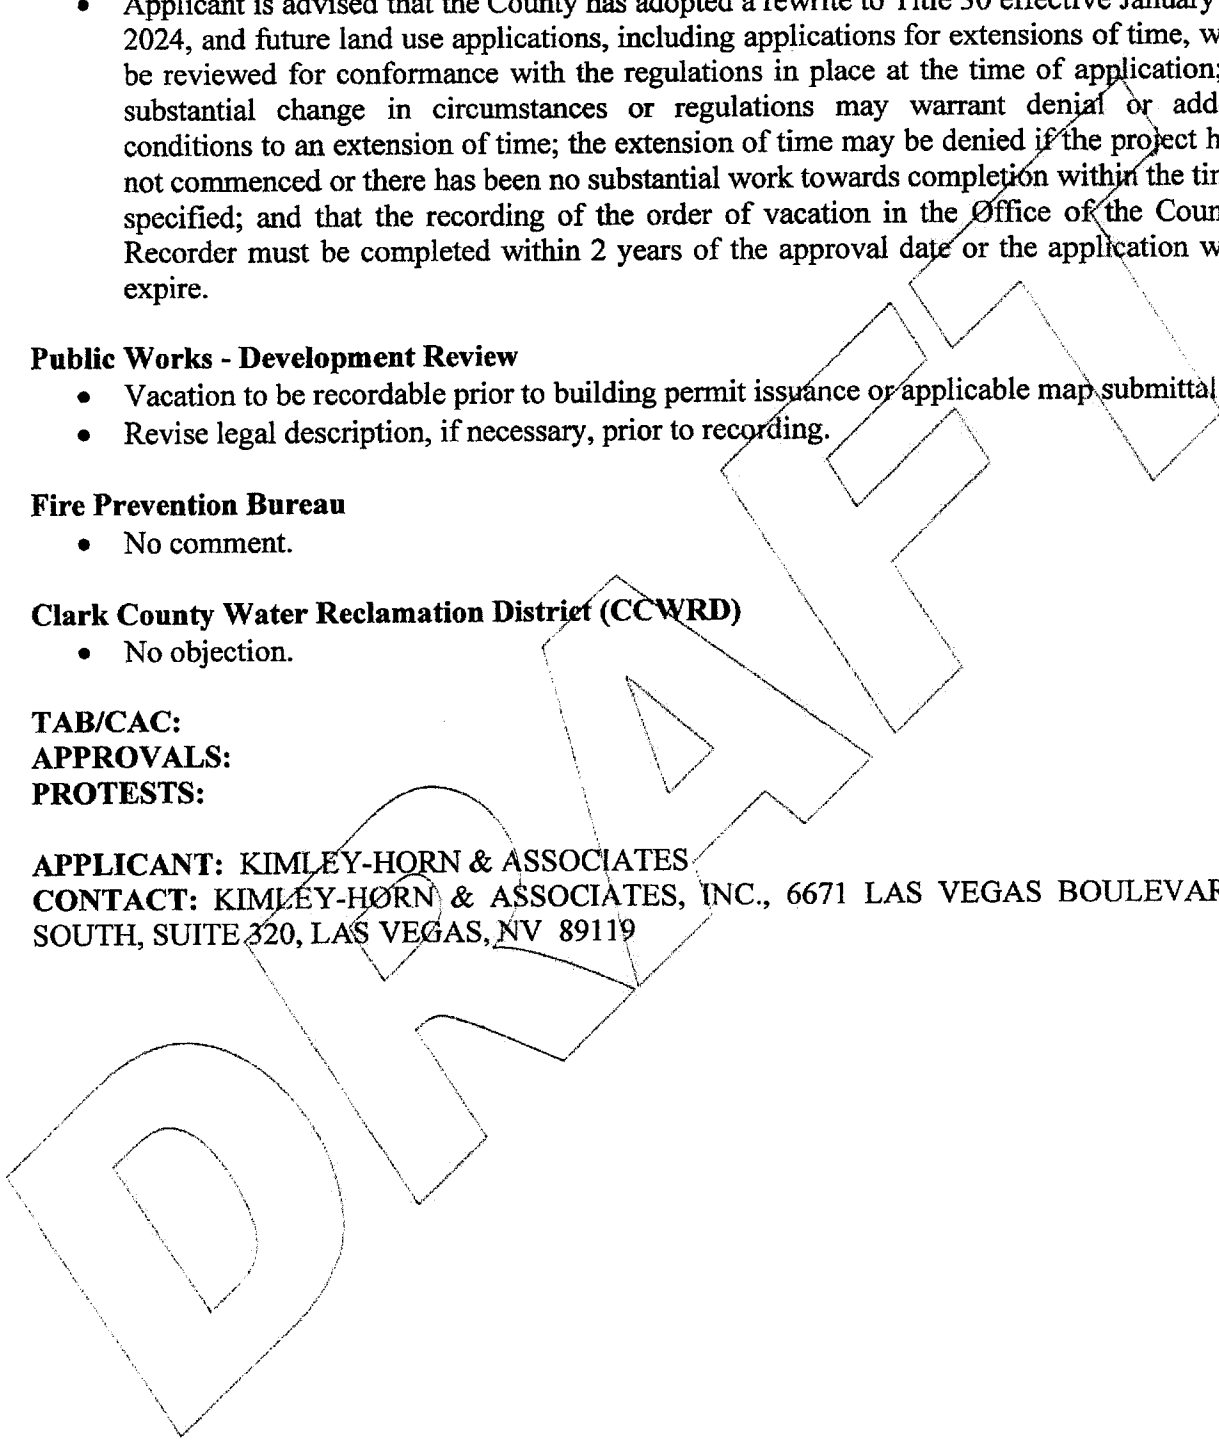 • Applicant is advised that the County has adopted a rewrite to Title 30 effective January
2024, and future land use applications, including applications for extensions of time, w
be reviewed for conformance with the regulations in place at the time of application;
substantial change in circumstances or regulations may warrant denial or add
conditions to an extension of time; the extension of time may be denied if the project h
not commenced or there has been no substantial work towards completion within the tir
specified; and that the recording of the order of vacation in the Office of the Coun
Recorder must be completed within 2 years of the approval date or the application w
expire.
Public Works - Development Review
• Vacation to be recordable prior to building permit issuance or applicable map submittal
• Revise legal description, if necessary, prior to recording.
Fire Prevention Bureau
• No comment.
Clark County Water Reclamation District (CCWRD)
• No objection.
TAB/CAC:
APPROVALS:
PROTESTS:
APPLICANT: KIMLEY-HORN & ASSOCIATES
CONTACT: KIMLEY-HORN & ASSOCIATES, INC., 6671 LAS VEGAS BOULEVAR
SOUTH, SUITE 320, LAS VEGAS, NV 89119
DRAFT